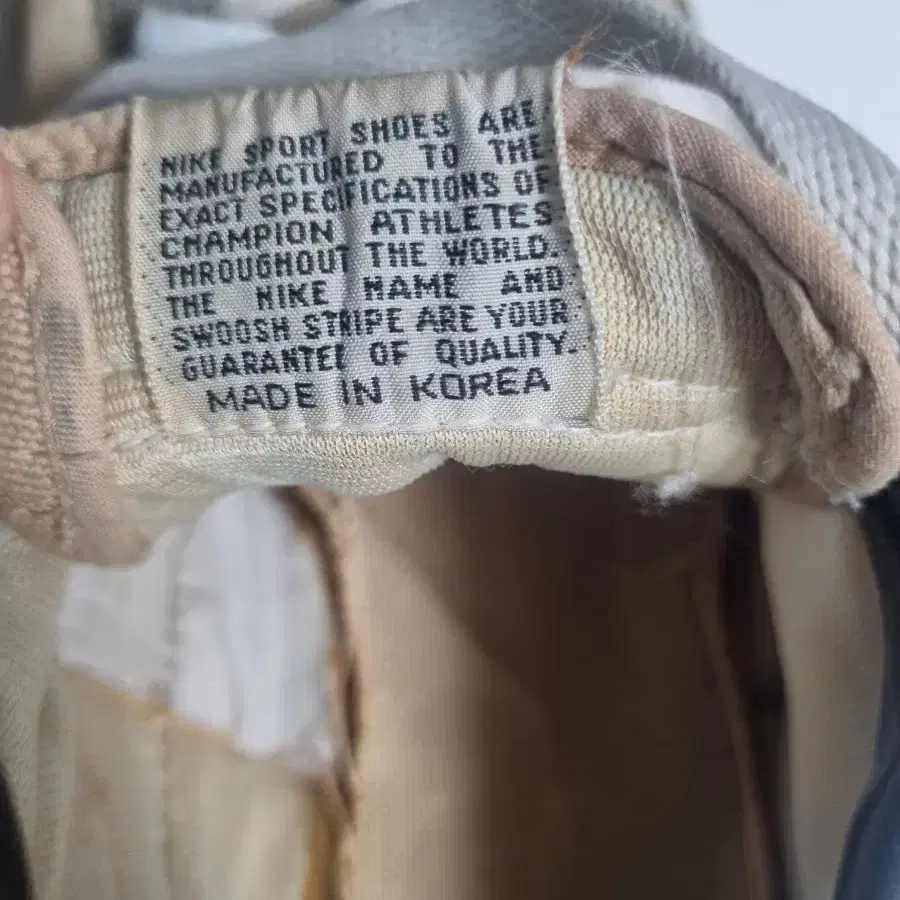 NIKE SPORT SHOES ARE
MANUFACTURED TO THE
EXACT SPECIFICATIONS OF
CHAMPION ATHLETES
THROUGHOUT THE WORLD.
THE NIKE NAME AND
SWOOSH STRIPE ARE YOUR
GUARANTEE OF QUALITY.
MADE IN KOREA